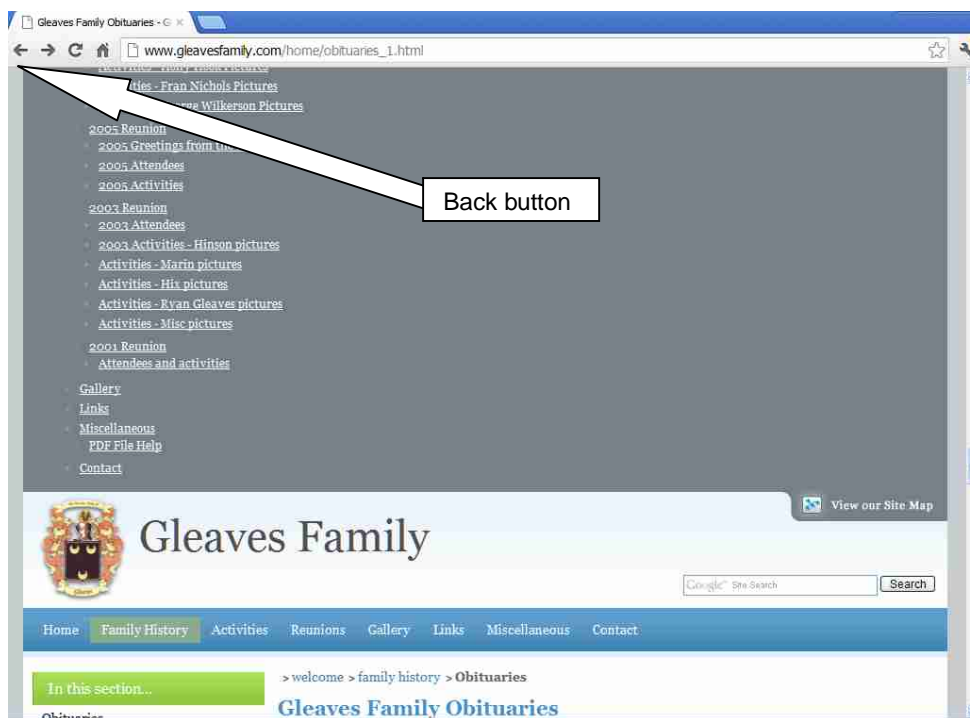 Gleaves Family Obituaries - G
www.gleavesfamily.com/home/obituaries_1.html
Pictures
- Fran Nichols Pictures
Wilkerson Pictures
2005 Reunion
2005 Greetings from
2005 Attendees
2005 Activities
Back button
2003 Reunion
2003 Attendees
2003 Activities - Hinson pictures
Activities - Marin pictures
Activities - Hix pictures
Activities - Ryan Gleaves pictures
Activities - Misc pictures
2001 Reunion
Attendees and activities
Gallery
Links
Miscellaneous
PDF File Help
Contact
View our Site Map
Gleaves Family
Google™ Site Search
Search
Home Family History Activities Reunions Gallery Links Miscellaneous Contact
> welcome > family history > Obituaries
In this section...
Gleaves Family Obituaries
Obituaries